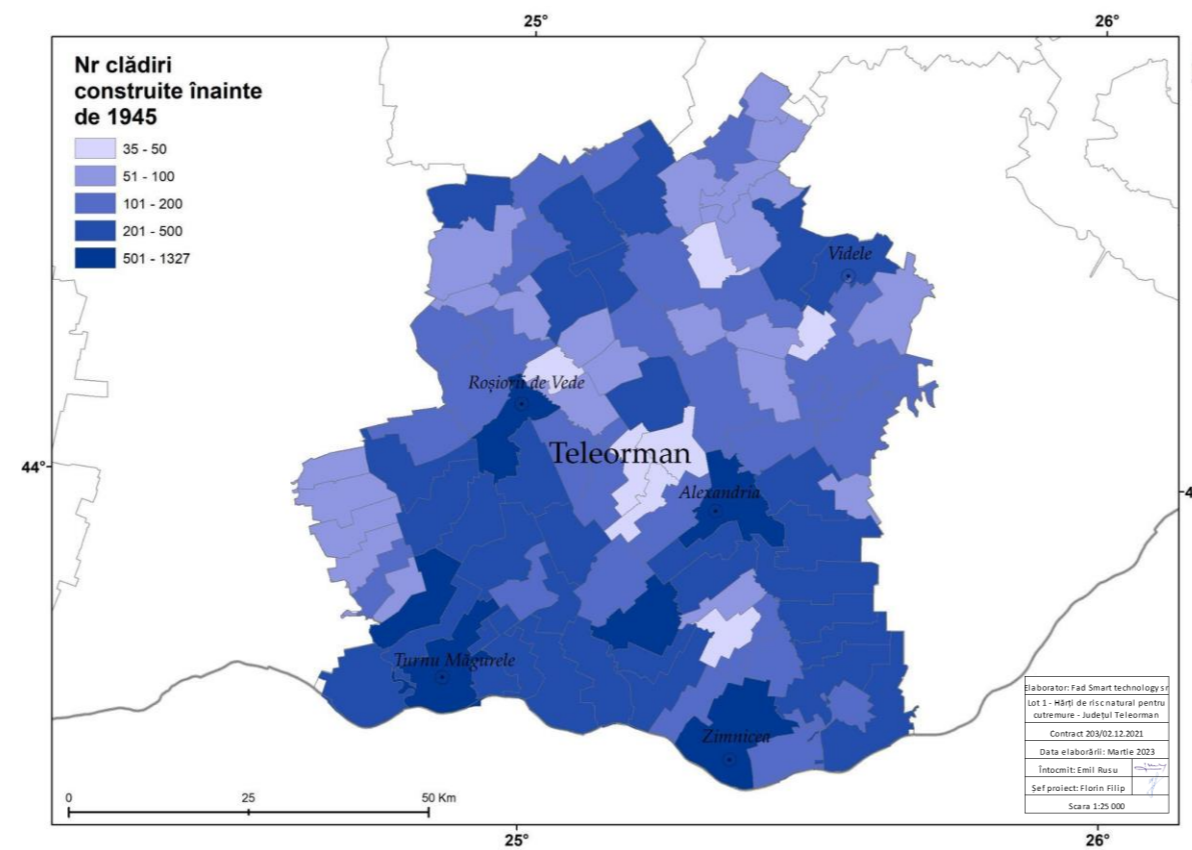 25°
26°
Nr clădiri
construite înainte
de 1945
35 - 50
51 - 100
101 - 200
201 - 500
501 - 1327
Videle
Roșiorii de Vede
Teleorman
44°
Alexandria
4
Turnu Măgurele
Zimnicea
Elaborator: Fad Smart technology sr
Lot 1 - Hărți de risc natural pentru
cutremure - Județul Teleorman
Contract 203/02.12.2021
Data elaborării: Martie 2023
Întocmit: Emil Rusu
Șef proiect: Florin Filip
Scara 1:25 000
0
25
50 Km
25°
26°